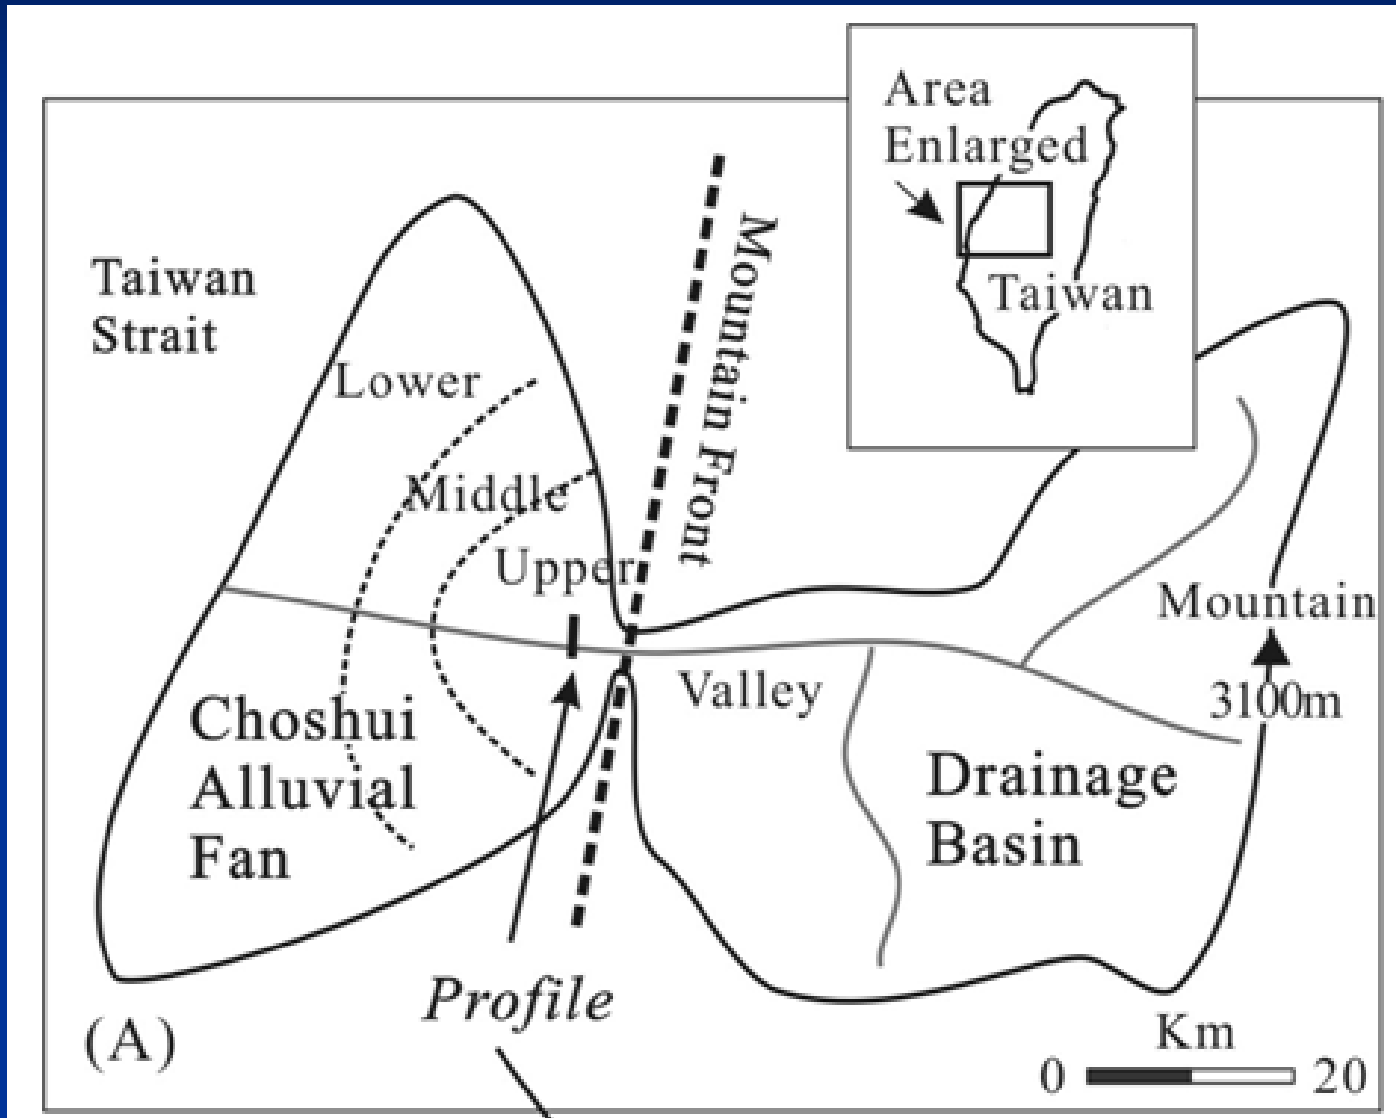 Area
Enlarged
Taiwan
Taiwan
Strait
Mountain Front
Lower
Middle
Upper
Mountain
3100m
Valley
Choshui
Alluvial
Fan
Drainage
Basin
Profile
(A)
Km
0 20